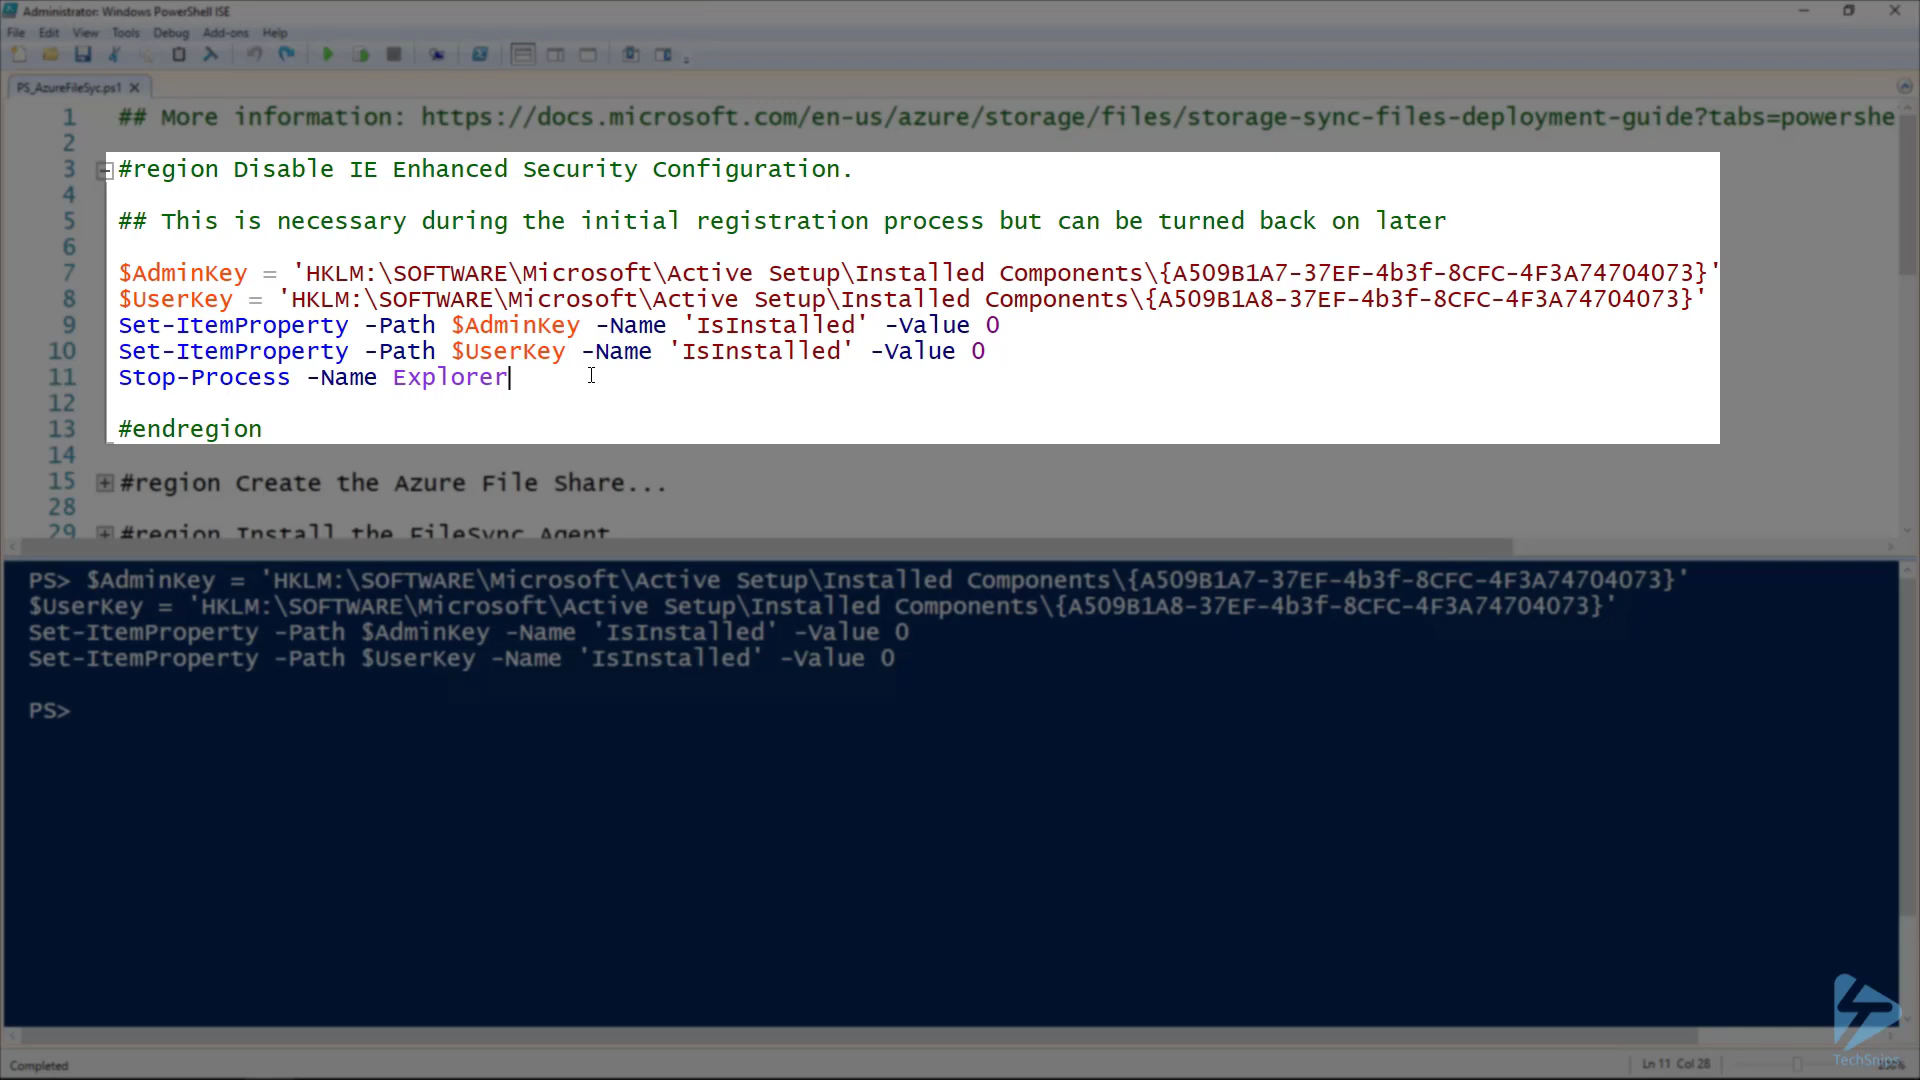 Administrator: Windows PowerShell ISE
File Edit View Tools Debug Add-ons Help
PS_AzureFileSyc.ps1
1 ## More information: https://docs.microsoft.com/en-us/azure/storage/files/storage-sync-files-deployment-guide?tabs=powershe
2
3 #region Disable IE Enhanced Security Configuration.
4
5 ## This is necessary during the initial registration process but can be turned back on later
6
7 $AdminKey = 'HKLM:\SOFTWARE\Microsoft\Active Setup\Installed Components\{A509B1A7-37EF-4b3f-8CFC-4F3A74704073}'
8 $UserKey = 'HKLM:\SOFTWARE\Microsoft\Active Setup\Installed Components\{A509B1A8-37EF-4b3f-8CFC-4F3A74704073}'
9 Set-ItemProperty -Path $AdminKey -Name 'IsInstalled' -Value 0
10 Set-ItemProperty -Path $UserKey -Name 'IsInstalled' -Value 0
11 Stop-Process -Name Explorer
12
13 #endregion
14
15 #region Create the Azure File Share...
28
29 #region Install the FileSync Agent
PS> $AdminKey = 'HKLM:\SOFTWARE\Microsoft\Active Setup\Installed Components\{A509B1A7-37EF-4b3f-8CFC-4F3A74704073}'
$UserKey = 'HKLM:\SOFTWARE\Microsoft\Active Setup\Installed Components\{A509B1A8-37EF-4b3f-8CFC-4F3A74704073}'
Set-ItemProperty -Path $AdminKey -Name 'IsInstalled' -Value 0
Set-ItemProperty -Path $UserKey -Name 'IsInstalled' -Value 0
PS>
Completed
Ln 11 Col 28
TechSnips